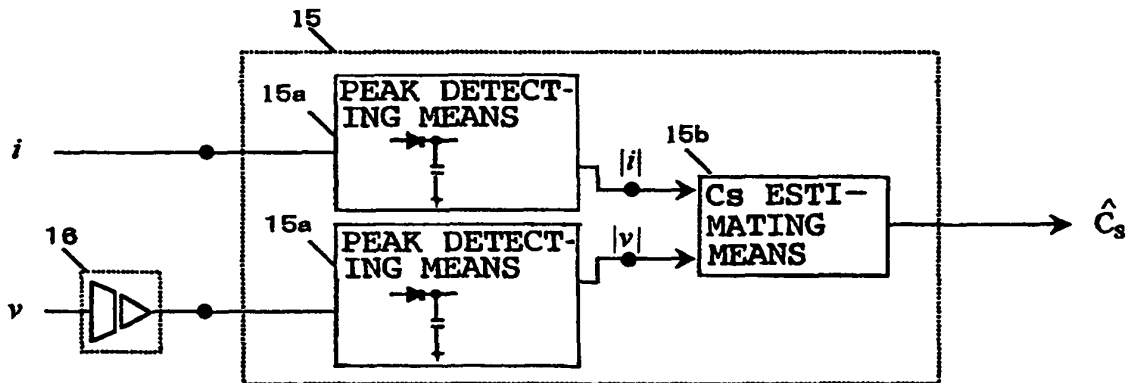 15
15a
PEAK DETECT-
ING MEANS
i
|i|
15b
Cs ESTI-
MATING
MEANS
Ĉs
15a
PEAK DETECT-
ING MEANS
|v|
16
v